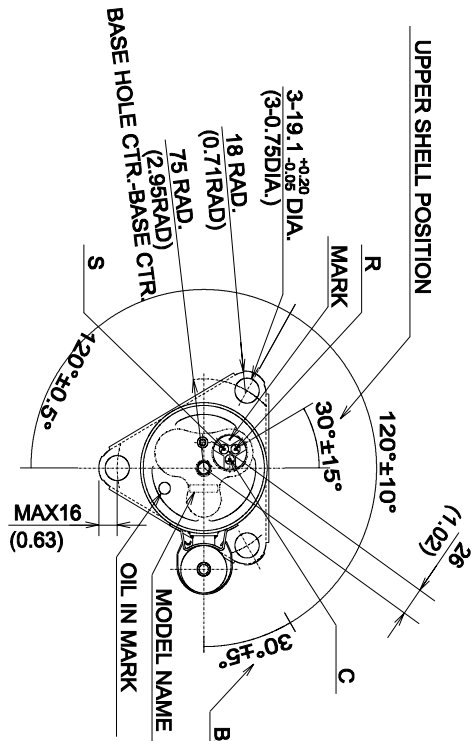 UPPER SHELL POSITION
3-19.1 +0.20 -0.05 DIA.
(3-0.75DIA.)
18 RAD.
(0.71RAD)
75 RAD.
(2.95RAD)
BASE HOLE CTR.-BASE CTR.
R
MARK
S
120°±0.5°
30°±15°
120°±10°
26
(1.02)
MAX16
(0.63)
OIL IN MARK
MODEL NAME
30°±5°
B
C